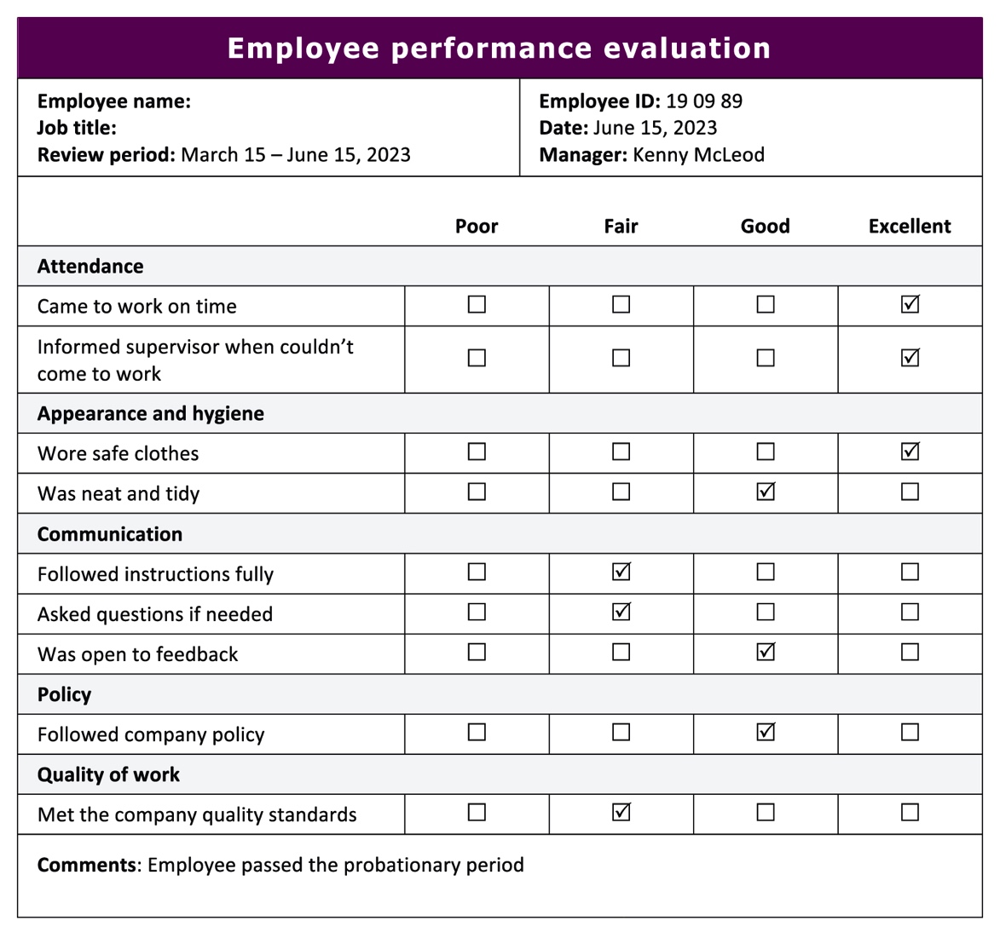 Employee performance evaluation
Employee name:
Job title:
Review period: March 15 – June 15, 2023
Employee ID: 19 09 89
Date: June 15, 2023
Manager: Kenny McLeod
Poor Fair Good Excellent
Attendance
Came to work on time ☐ ☐ ☐ ☑
Informed supervisor when couldn’t
come to work ☐ ☐ ☐ ☑
Appearance and hygiene
Wore safe clothes ☐ ☐ ☐ ☑
Was neat and tidy ☐ ☐ ☑ ☐
Communication
Followed instructions fully ☐ ☑ ☐ ☐
Asked questions if needed ☐ ☑ ☐ ☐
Was open to feedback ☐ ☐ ☑ ☐
Policy
Followed company policy ☐ ☐ ☑ ☐
Quality of work
Met the company quality standards ☐ ☑ ☐ ☐
Comments: Employee passed the probationary period